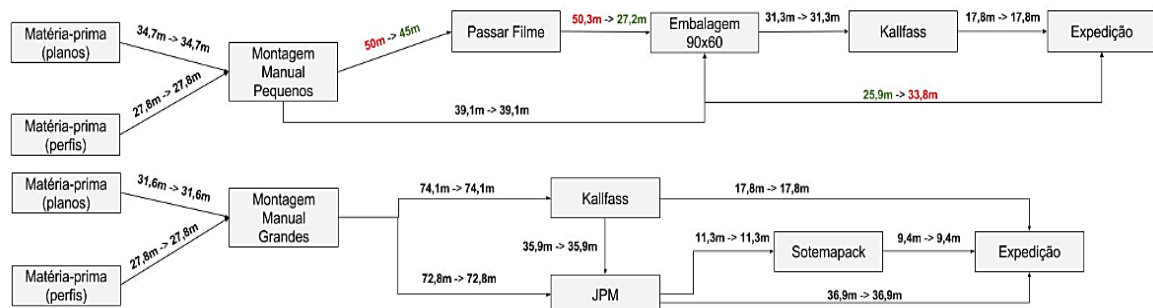 Matéria-prima
(planos)
34,7m -> 34,7m
Matéria-prima
(perfis)
27,8m -> 27,8m
Montagem
Manual
Pequenos
50m -> 45m
Passar Filme
50,3m -> 27,2m
Embalagem
90x60
31,3m -> 31,3m
Kallfass
17,8m -> 17,8m
Expedição
39,1m -> 39,1m
25,9m -> 33,8m
Matéria-prima
(planos)
31,6m -> 31,6m
Matéria-prima
(perfis)
27,8m -> 27,8m
Montagem
Manual
Grandes
74,1m -> 74,1m
Kallfass
17,8m -> 17,8m
35,9m -> 35,9m
72,8m -> 72,8m
JPM
11,3m -> 11,3m
Sotemapack
9,4m -> 9,4m
Expedição
36,9m -> 36,9m